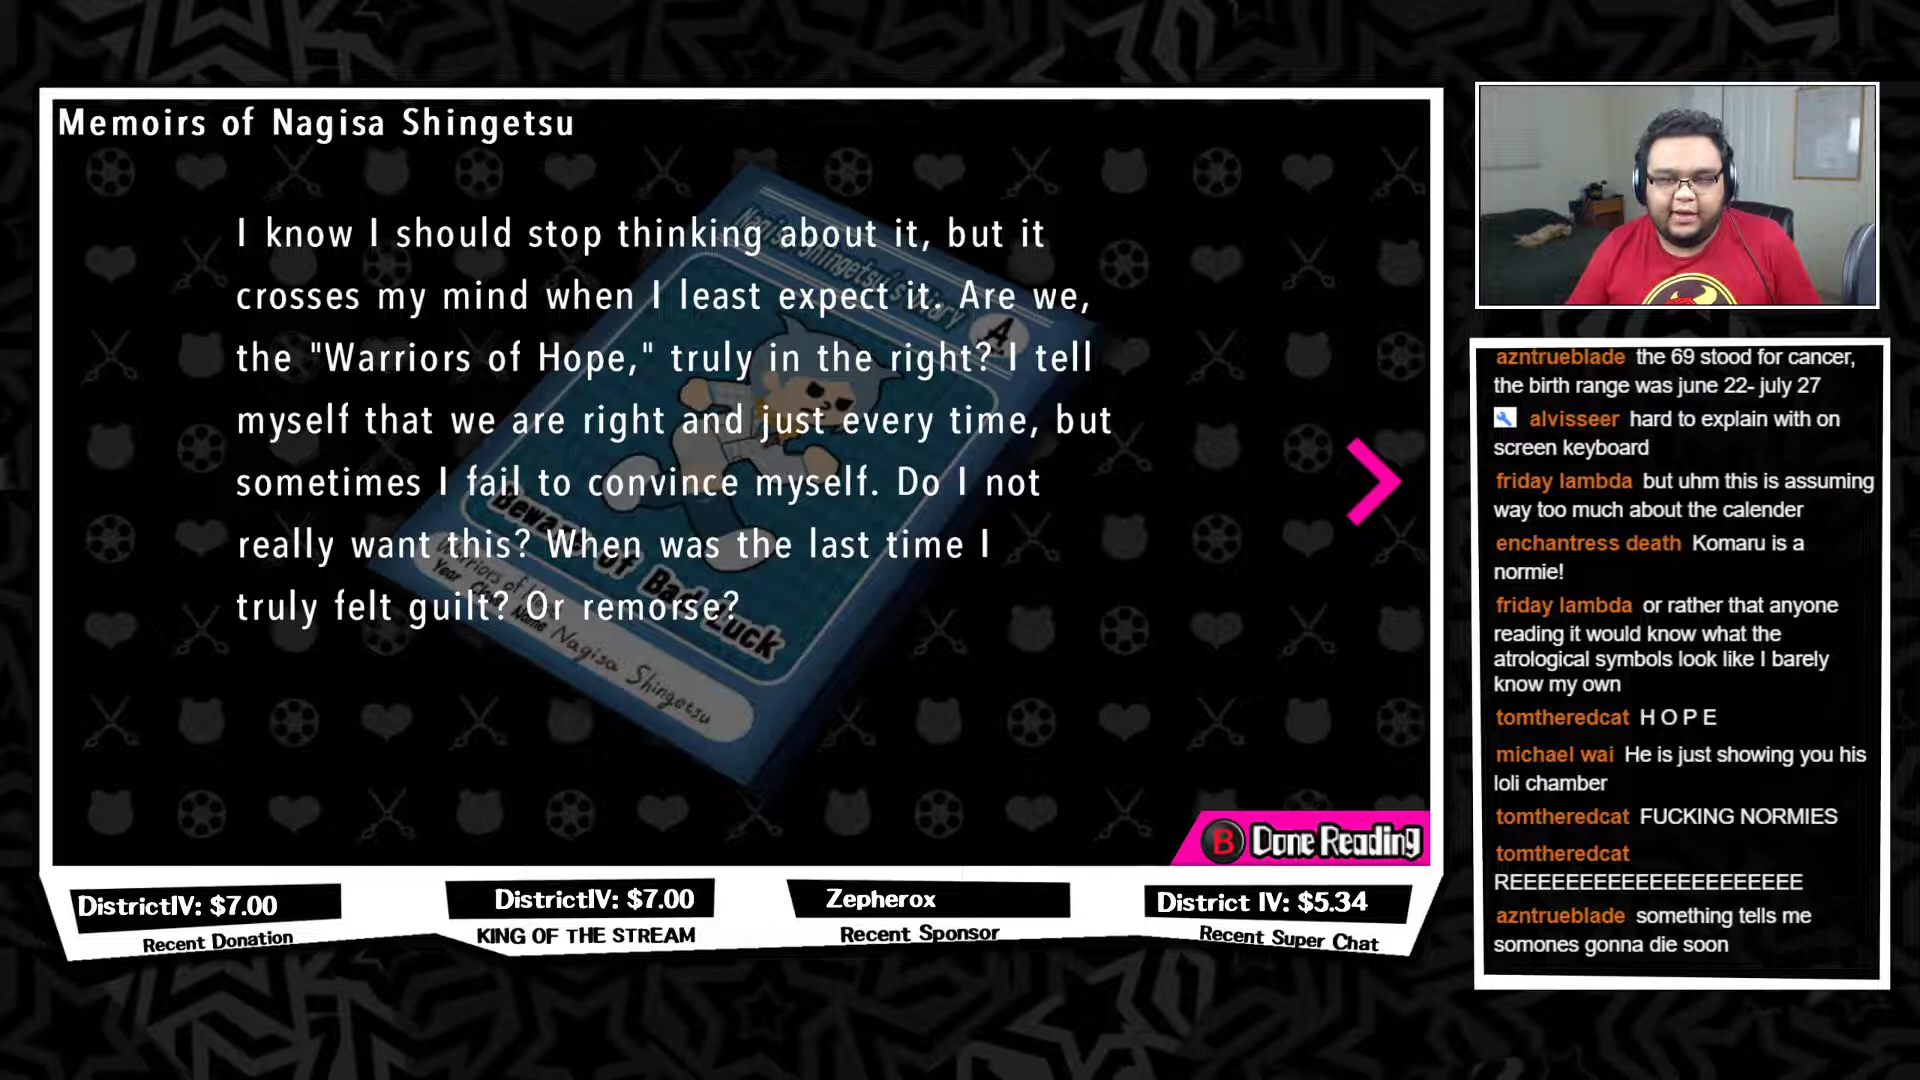 Memoirs of Nagisa Shingetsu
I know I should stop thinking about it, but it
crosses my mind when I least expect it. Are we,
the "Warriors of Hope," truly in the right? I tell
myself that we are right and just every time, but
sometimes I fail to convince myself. Do I not
really want this? When was the last time I
truly felt guilt? Or remorse?
Nagisa Shingetsu's Diary
A
Beware of Bad Luck
Warriors of Hope
Year Class Name Nagisa Shingetsu
B Done Reading
DistrictIV: $7.00
Recent Donation
DistrictIV: $7.00
KING OF THE STREAM
Zepherox
Recent Sponsor
District IV: $5.34
Recent Super Chat
azntrueblade the 69 stood for cancer,
the birth range was june 22- july 27
alvisseer hard to explain with on
screen keyboard
friday lambda but uhm this is assuming
way too much about the calender
enchantress death Komaru is a
normie!
friday lambda or rather that anyone
reading it would know what the
atrological symbols look like I barely
know my own
tomtheredcat H O P E
michael wai He is just showing you his
loli chamber
tomtheredcat FUCKING NORMIES
tomtheredcat
REEEEEEEEEEEEEEEEEEEEE
azntrueblade something tells me
somones gonna die soon